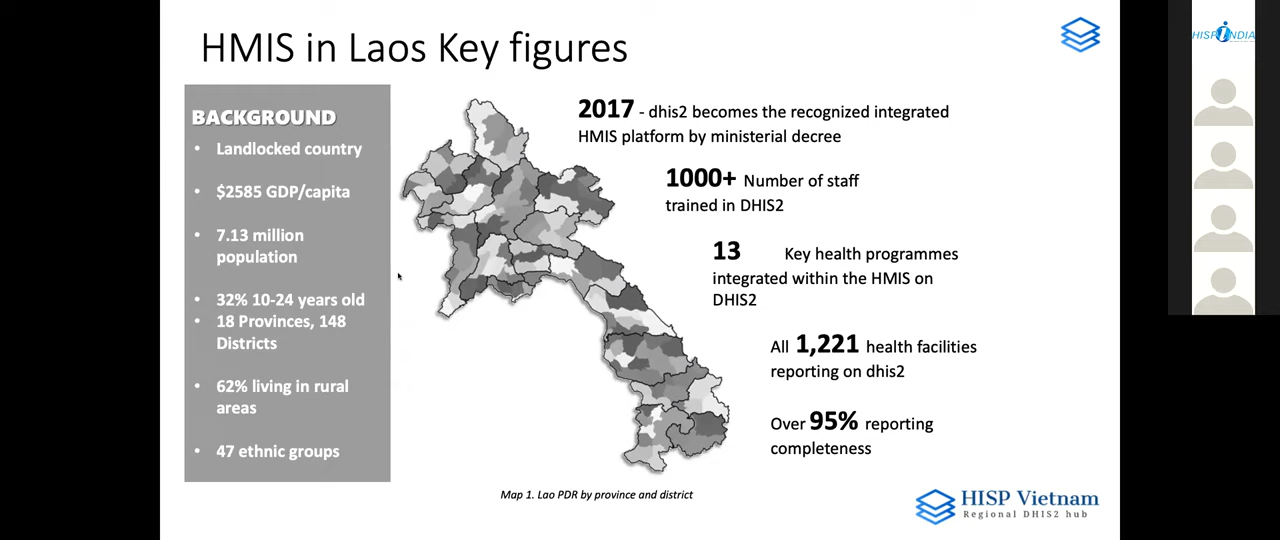 HMIS in Laos Key figures
BACKGROUND
• Landlocked country
• $2585 GDP/capita
• 7.13 million
population
• 32% 10-24 years old
• 18 Provinces, 148
Districts
• 62% living in rural
areas
• 47 ethnic groups
2017 - dhis2 becomes the recognized integrated
HMIS platform by ministerial decree
1000+ Number of staff
trained in DHIS2
13 Key health programmes
integrated within the HMIS on
DHIS2
All 1,221 health facilities
reporting on dhis2
Over 95% reporting
completeness
Map 1. Lao PDR by province and district
HISP Vietnam
Regional DHIS2 hub
HISP INDIA